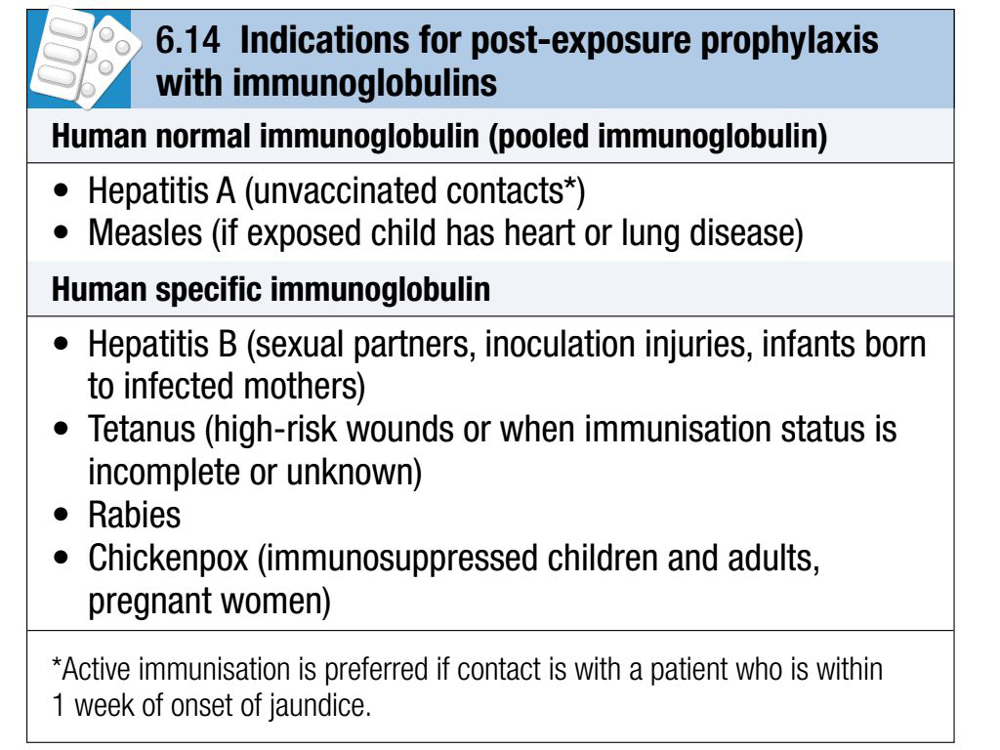 6.14 Indications for post-exposure prophylaxis
with immunoglobulins
Human normal immunoglobulin (pooled immunoglobulin)
• Hepatitis A (unvaccinated contacts*)
• Measles (if exposed child has heart or lung disease)
Human specific immunoglobulin
• Hepatitis B (sexual partners, inoculation injuries, infants born
to infected mothers)
• Tetanus (high-risk wounds or when immunisation status is
incomplete or unknown)
• Rabies
• Chickenpox (immunosuppressed children and adults,
pregnant women)
*Active immunisation is preferred if contact is with a patient who is within
1 week of onset of jaundice.